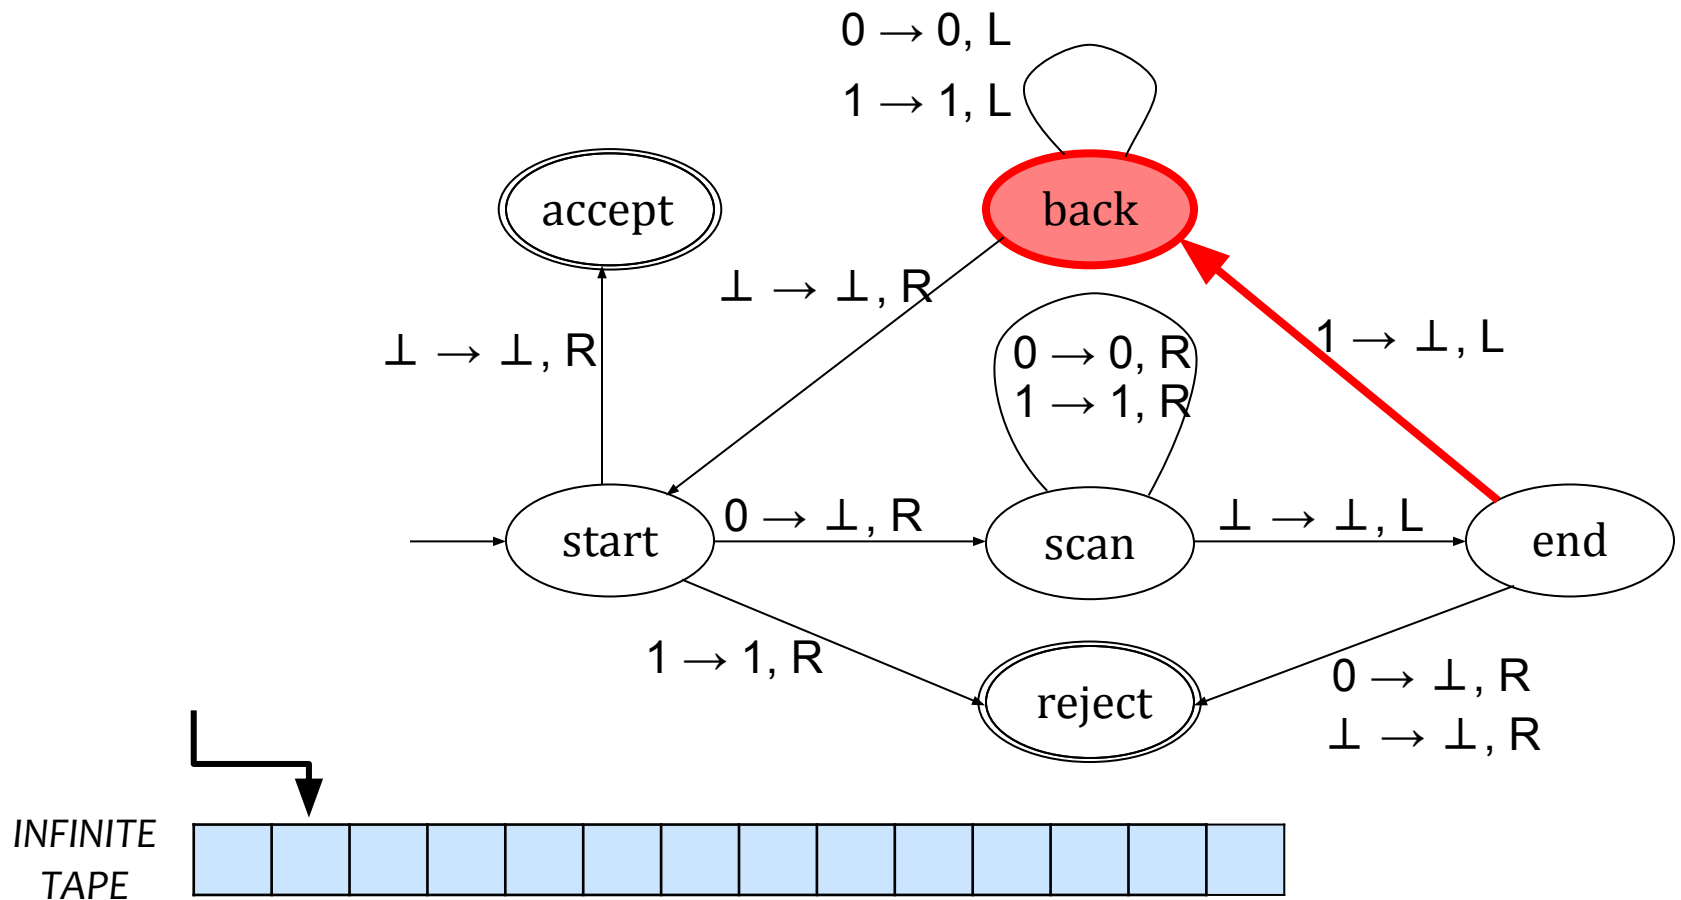 0 → 0, L
1 → 1, L
accept
back
⊥ → ⊥, R
⊥ → ⊥, R
1 → ⊥, L
0 → 0, R
1 → 1, R
start
0 → ⊥, R
scan
⊥ → ⊥, L
end
1 → 1, R
reject
0 → ⊥, R
⊥ → ⊥, R
INFINITE
TAPE